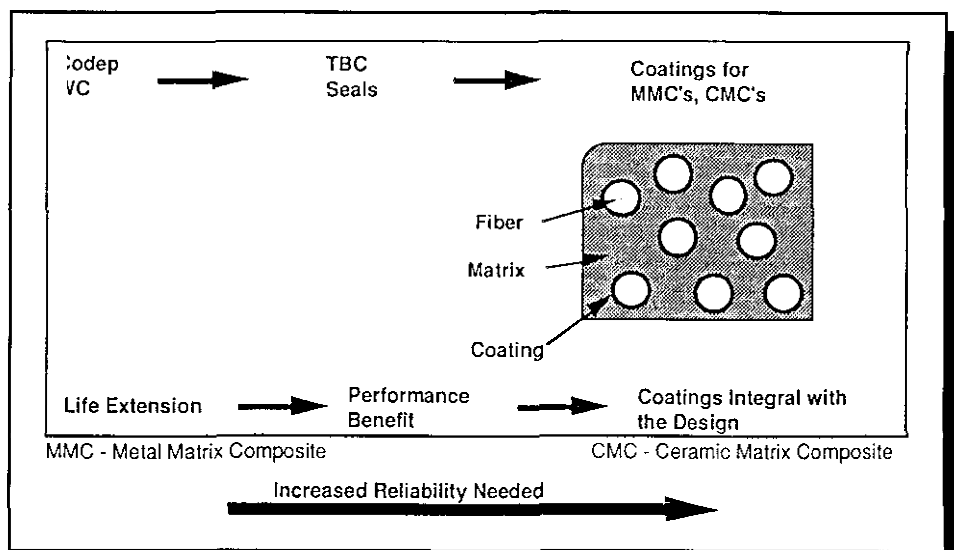 Codep
WC
TBC
Seals
Coatings for
MMC's, CMC's
Fiber
Matrix
Coating
Life Extension
Performance
Benefit
Coatings Integral with
the Design
MMC - Metal Matrix Composite
CMC - Ceramic Matrix Composite
Increased Reliability Needed